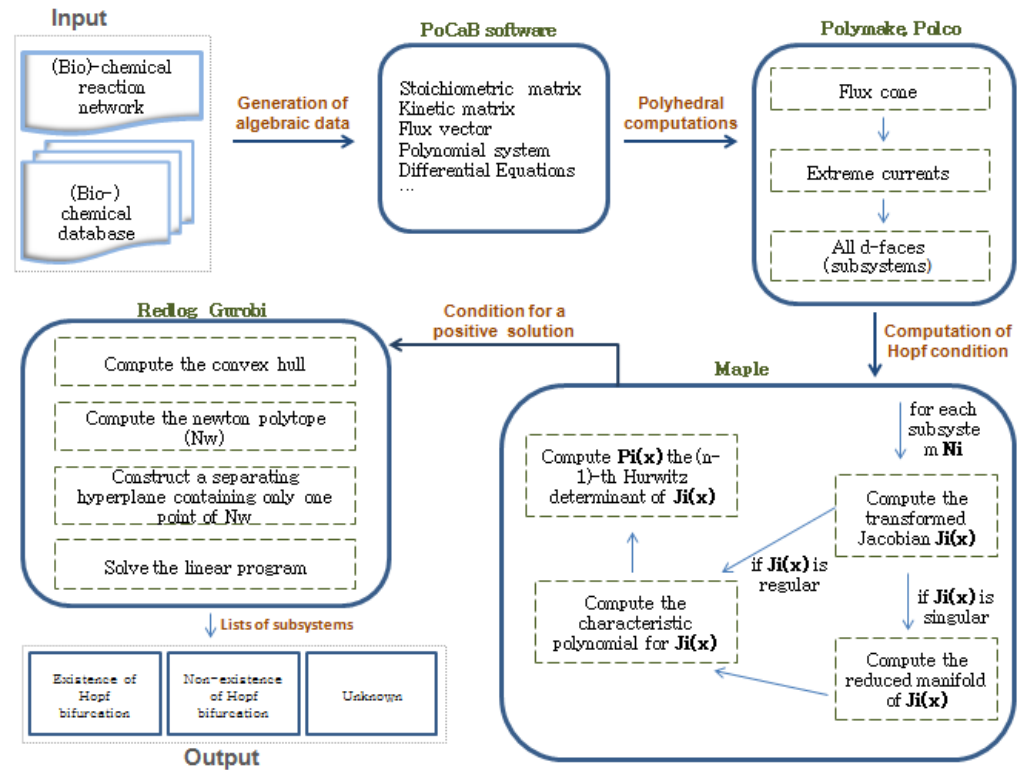 Input
(Bio)-chemical
reaction
network
(Bio-)
chemical
database
Generation of
algebraic data
PoCaB software
Stoichiometric matrix
Kinetic matrix
Flux vector
Polynomial system
Differential Equations
...
Polyhedral
computations
Polymake, Polco
Flux cone
Extreme currents
All d-faces
(subsystems)
Computation of
Hopf condition
Maple
for each
subsyste
m Ni
Compute the
transformed
Jacobian Ji(x)
if Ji(x) is
regular
if Ji(x) is
singular
Compute the
reduced manifold
of Ji(x)
Compute the
characteristic
polynomial for Ji(x)
Compute Pi(x) the (n-
1)-th Hurwitz
determinant of Ji(x)
Condition for a
positive solution
Redlog Gurobi
Compute the convex hull
Compute the newton polytope
(Nw)
Construct a separating
hyperplane containing only one
point of Nw
Solve the linear program
Lists of subsystems
Existence of
Hopf
bifurcation
Non-existence
of Hopf
bifurcation
Unknown
Output